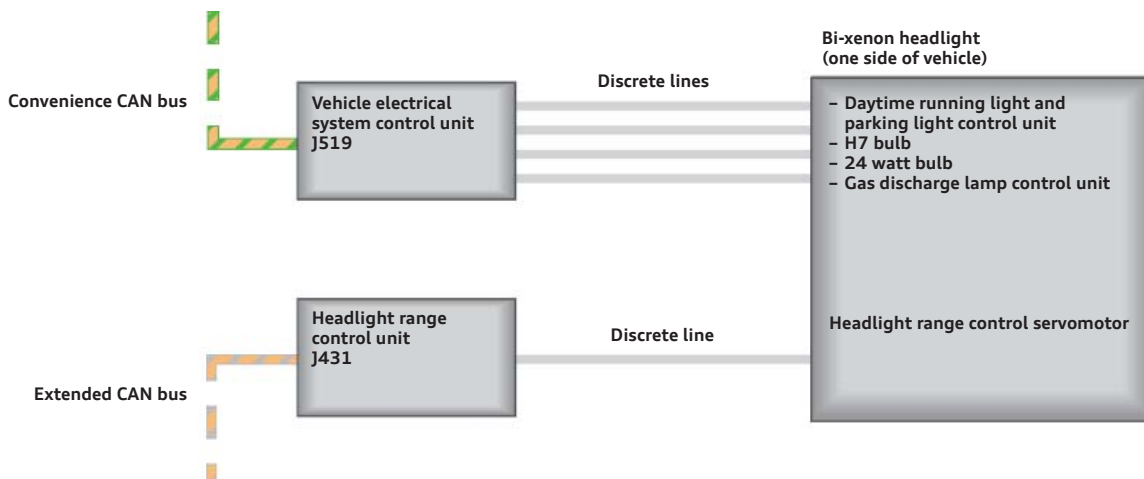 Bi-xenon headlight
(one side of vehicle)
Convenience CAN bus
Vehicle electrical
system control unit
J519
Discrete lines
– Daytime running light and
parking light control unit
– H7 bulb
– 24 watt bulb
– Gas discharge lamp control unit
Headlight range
control unit
J431
Discrete line
Headlight range control servomotor
Extended CAN bus